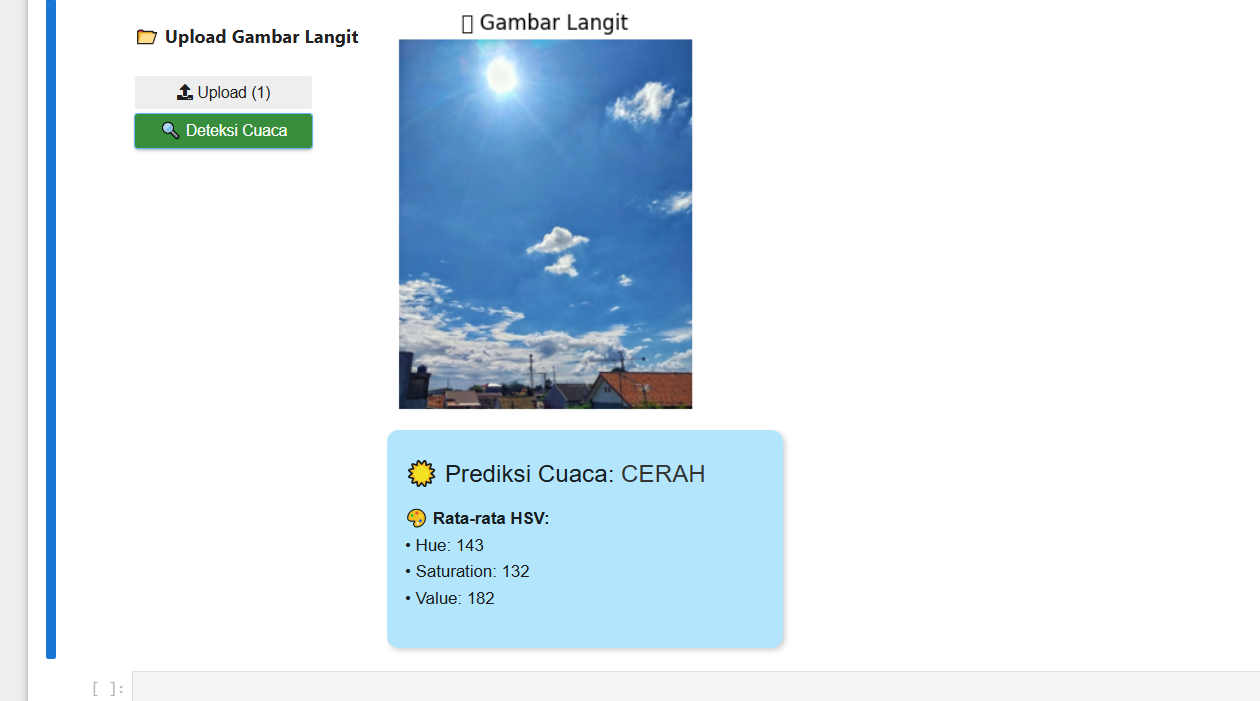 📂 Upload Gambar Langit
Upload (1)
🔍 Deteksi Cuaca
▯ Gambar Langit
Prediksi Cuaca: CERAH
🎨 Rata-rata HSV:
• Hue: 143
• Saturation: 132
• Value: 182
[ ]: